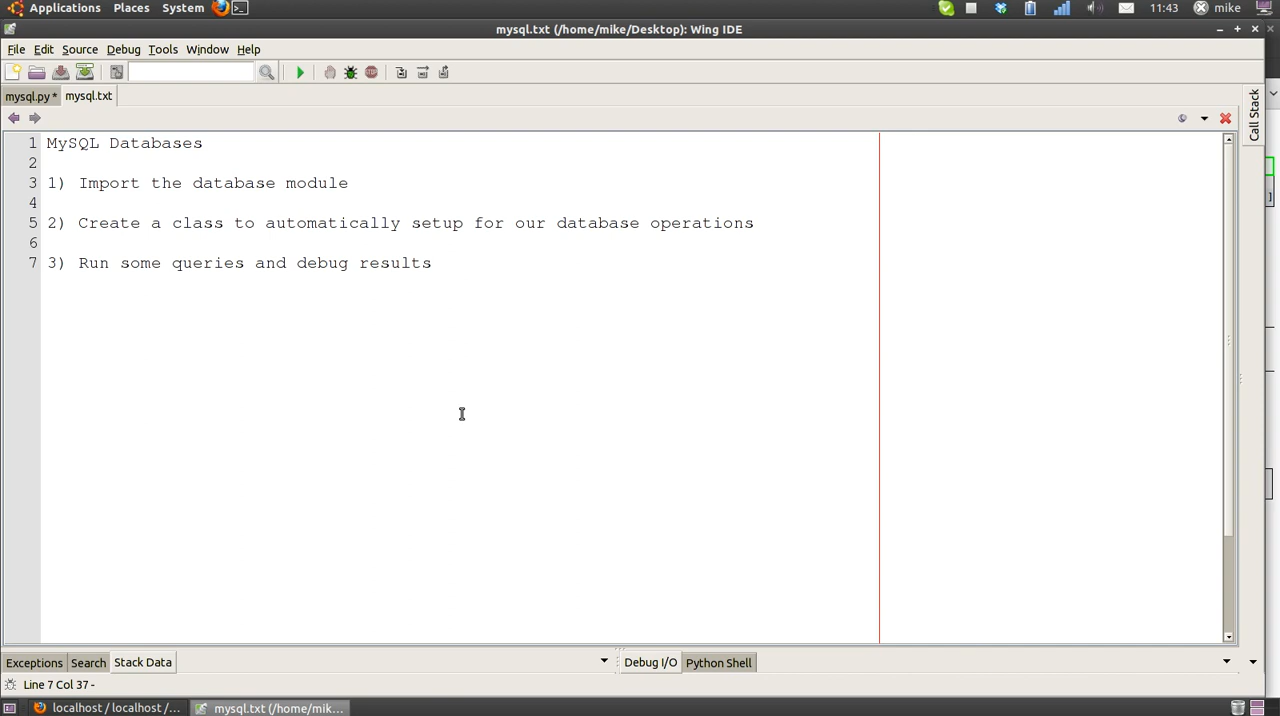 Applications Places System 11:43 mike
mysql.txt (/home/mike/Desktop): Wing IDE
File Edit Source Debug Tools Window Help
mysql.py * mysql.txt
Call Stack
1 MySQL Databases
2
3 1) Import the database module
4
5 2) Create a class to automatically setup for our database operations
6
7 3) Run some queries and debug results
Exceptions Search Stack Data Debug I/O Python Shell
Line 7 Col 37 -
localhost / localhost /... mysql.txt (/home/mik...